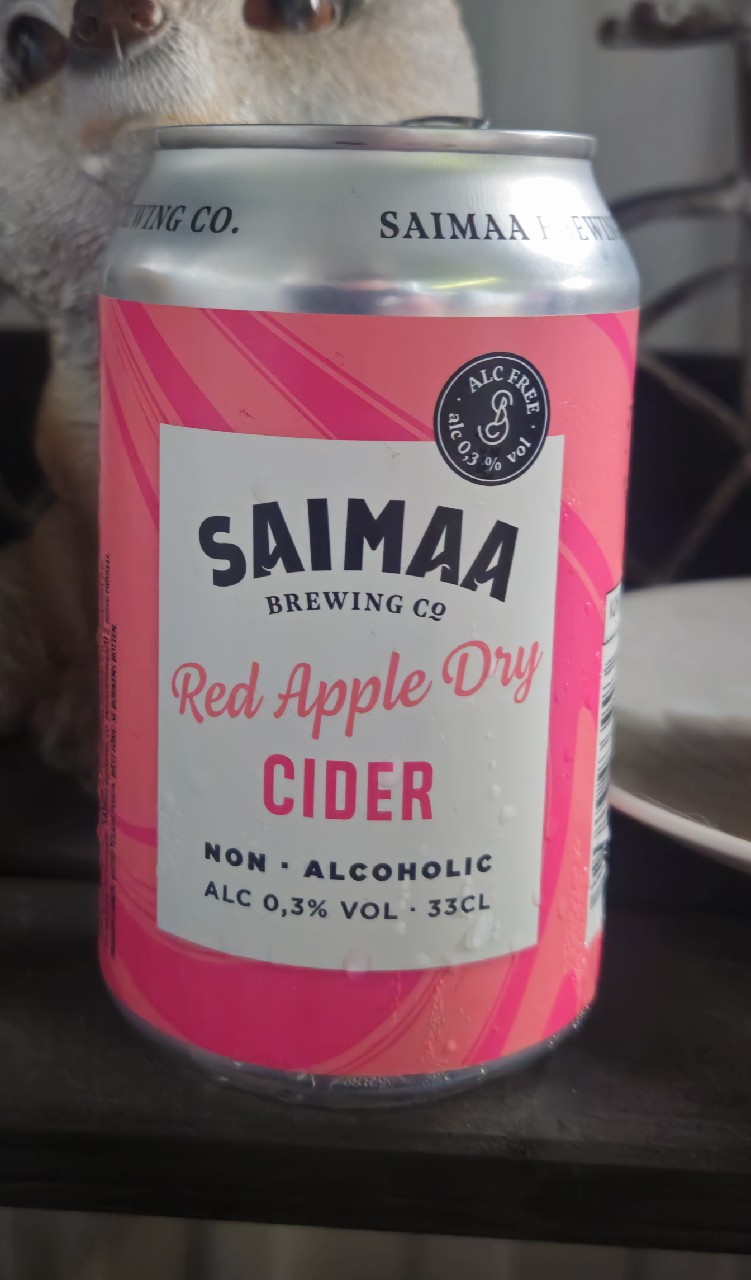 WING CO.
SAIMAA
ALC FREE
alc 0,3 % vol
SAIMAA
BREWING Co
Red Apple Dry
CIDER
NON · ALCOHOLIC
ALC 0,3% VOL · 33CL